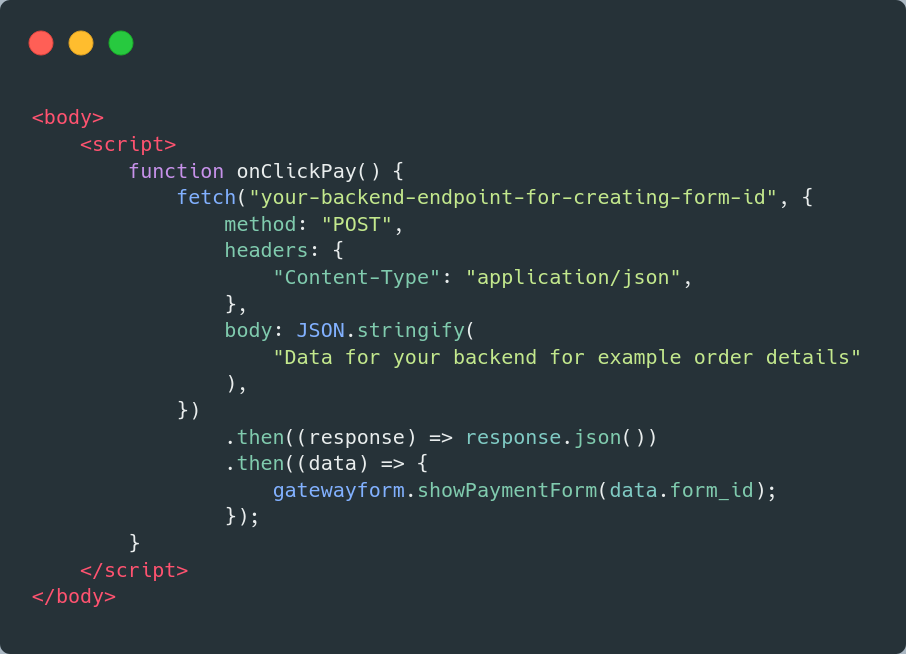 <body>
    <script>
        function onClickPay() {
            fetch("your-backend-endpoint-for-creating-form-id", {
                method: "POST",
                headers: {
                    "Content-Type": "application/json",
                },
                body: JSON.stringify(
                    "Data for your backend for example order details"
                ),
            })
                .then((response) => response.json())
                .then((data) => {
                    gatewayform.showPaymentForm(data.form_id);
                });
        }
    </script>
</body>